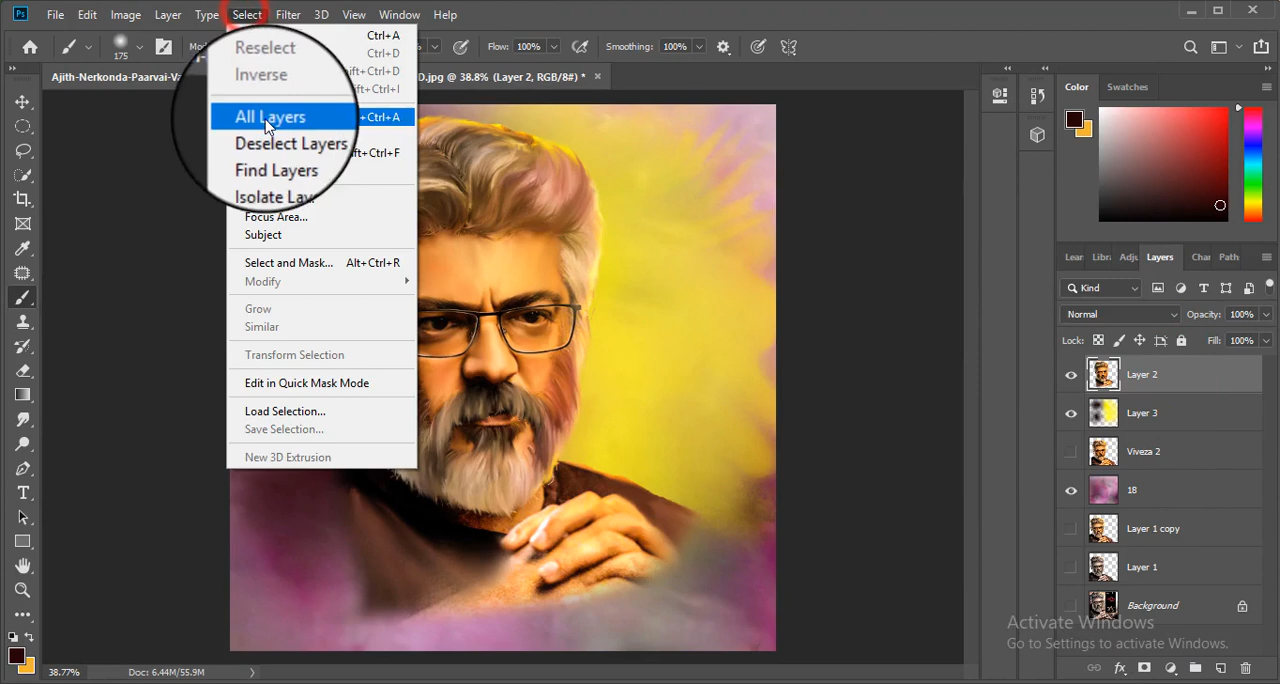 Ps File Edit Image Layer Type Select Filter 3D View Window Help
175 Flow: 100% Smoothing: 100%
Ajith-Nerkonda-Paarvai-Va D.jpg @ 38.8% (Layer 2, RGB/8#) * ×
Ctrl+A
Ctrl+D
Reselect
Inverse
All Layers +Ctrl+A
Deselect Layers
Find Layers
Focus Area...
Subject
Select and Mask... Alt+Ctrl+R
Modify
Grow
Similar
Transform Selection
Edit in Quick Mask Mode
Load Selection...
Save Selection...
New 3D Extrusion
Color Swatches
Lear Libra Adju Layers Char Path
Kind
Normal Opacity: 100%
Lock: Fill: 100%
Layer 2
Layer 3
Viveza 2
18
Layer 1 copy
Layer 1
Background
Activate Windows
Go to Settings to activate Windows.
38.77% Doc: 6.44M/55.9M